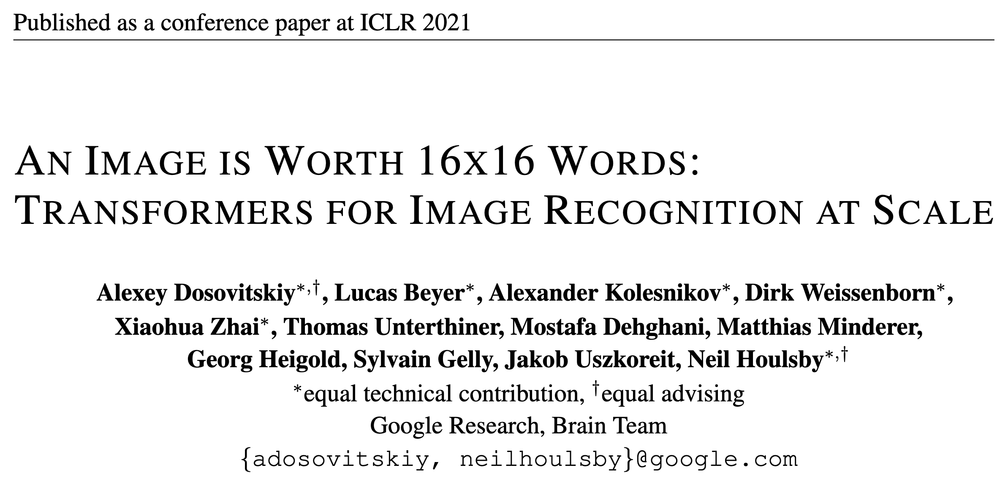 Published as a conference paper at ICLR 2021
AN IMAGE IS WORTH 16X16 WORDS:
TRANSFORMERS FOR IMAGE RECOGNITION AT SCALE
Alexey Dosovitskiy*,†, Lucas Beyer*, Alexander Kolesnikov*, Dirk Weissenborn*,
Xiaohua Zhai*, Thomas Unterthiner, Mostafa Dehghani, Matthias Minderer,
Georg Heigold, Sylvain Gelly, Jakob Uszkoreit, Neil Houlsby*,†
*equal technical contribution, †equal advising
Google Research, Brain Team
{adosovitskiy, neilhoulsby}@google.com